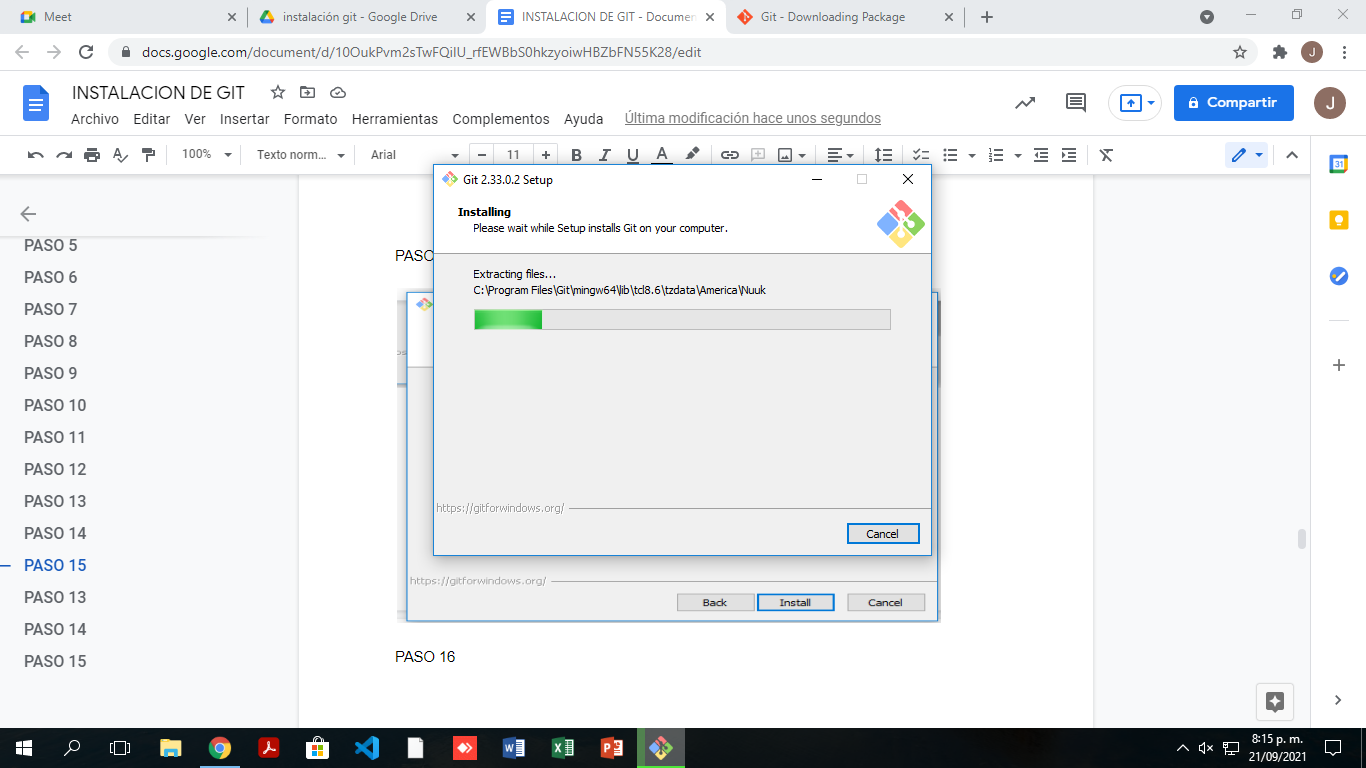 Meet
instalación git - Google Drive
INSTALACION DE GIT - Documen
Git - Downloading Package
docs.google.com/document/d/10OukPvm2sTwFQilU_rfEWBbS0hkzyoiwHBZbFN55K28/edit
J
INSTALACION DE GIT
Archivo Editar Ver Insertar Formato Herramientas Complementos Ayuda Última modificación hace unos segundos
Compartir
J
100% Texto norm... Arial 11 B I U A
31
PASO 5
PASO 6
PASO 7
PASO 8
PASO 9
PASO 10
PASO 11
PASO 12
PASO 13
PASO 14
PASO 15
PASO 13
PASO 14
PASO 15
PASO
Git 2.33.0.2 Setup
Installing
Please wait while Setup installs Git on your computer.
Extracting files...
C:\Program Files\Git\mingw64\lib\tcl8.6\tzdata\America\Nuuk
https://gitforwindows.org/
Cancel
https://gitforwindows.org/
Back Install Cancel
PASO 16
8:15 p. m.
21/09/2021